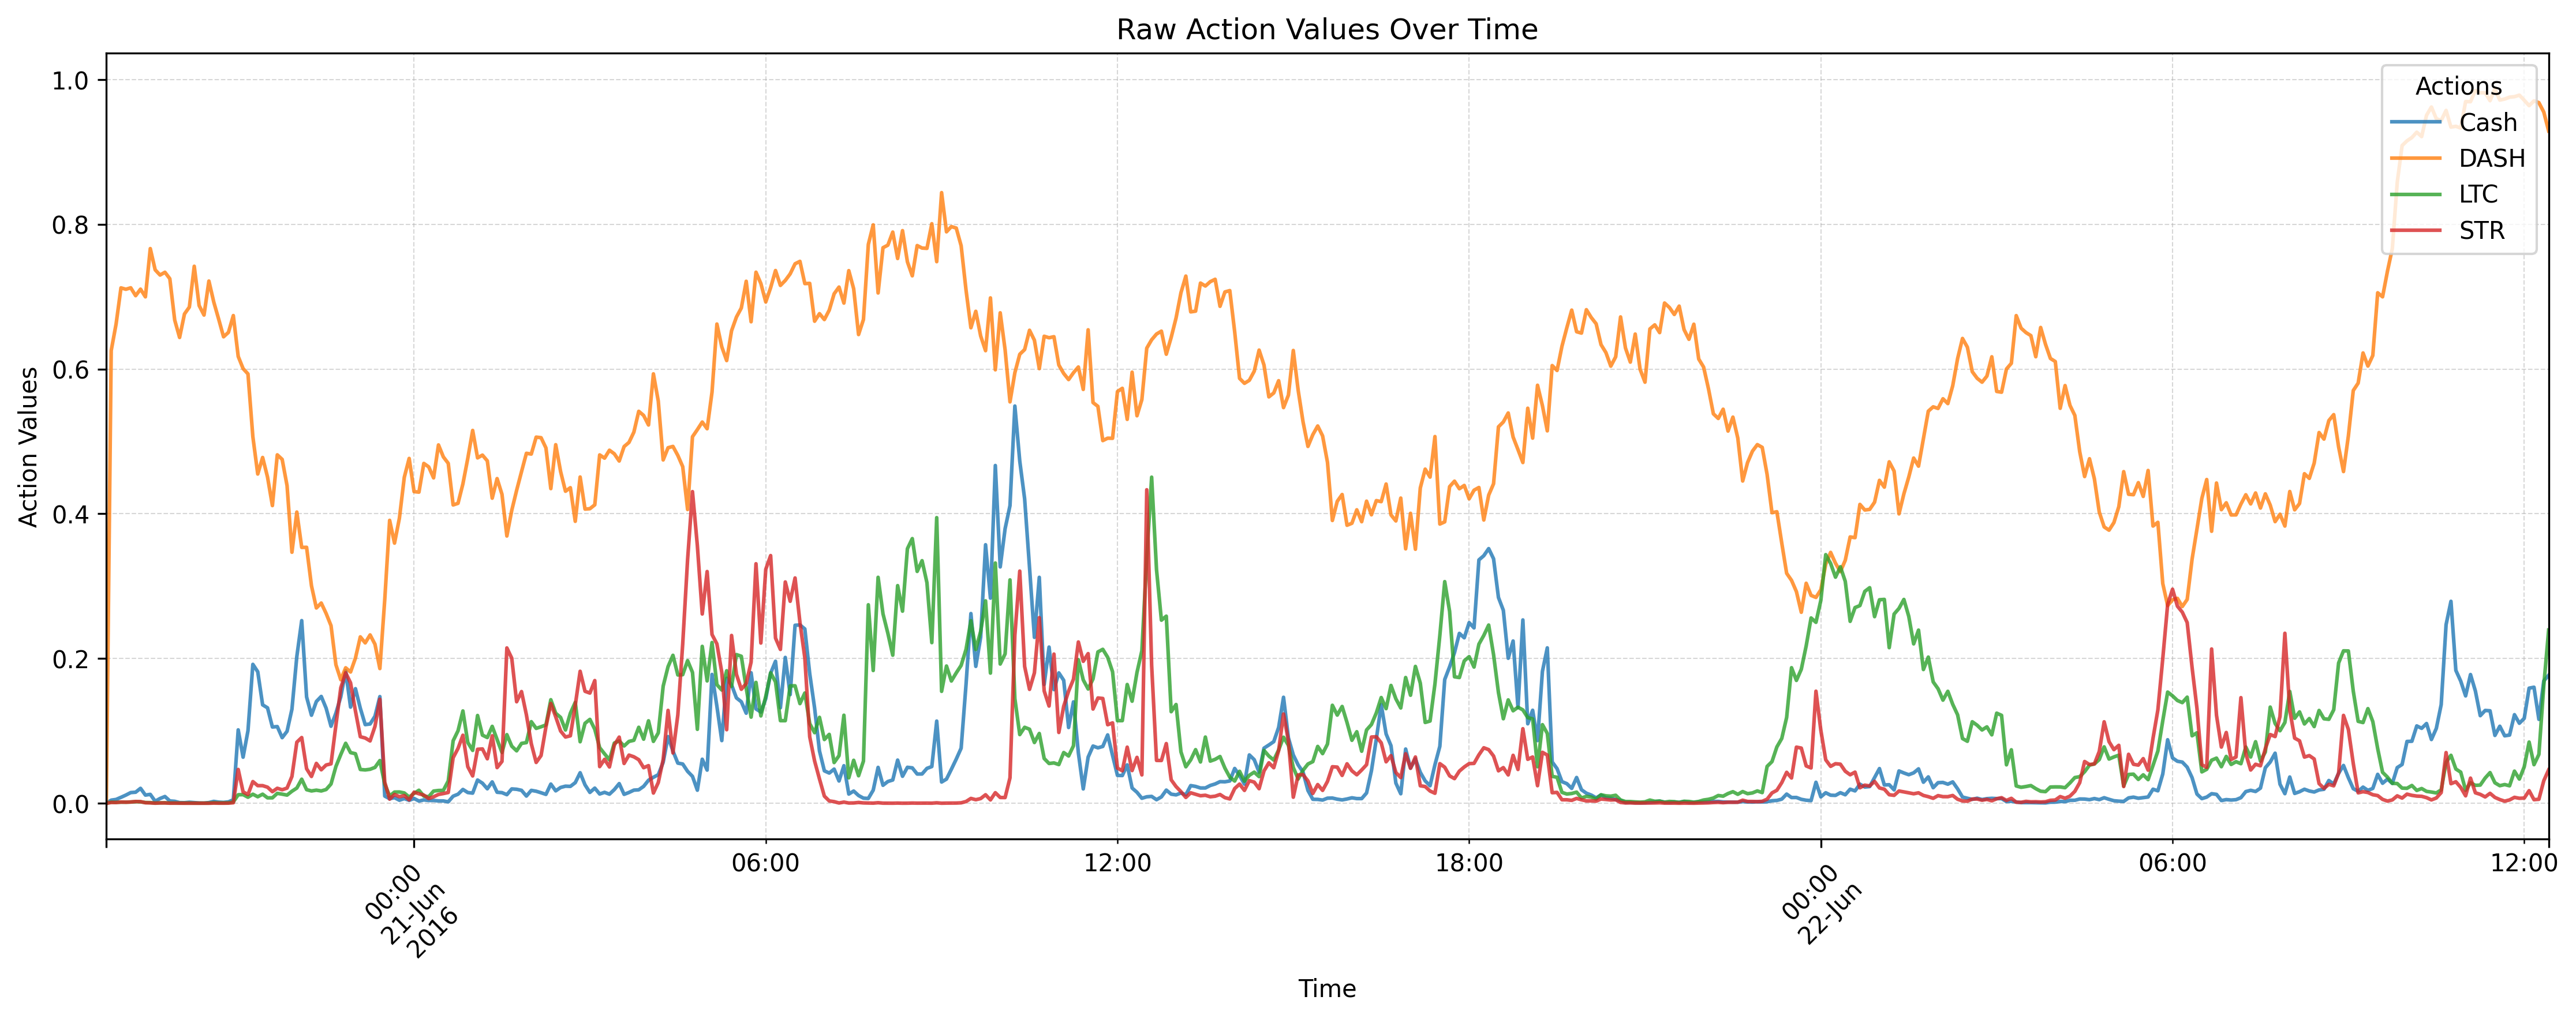 Raw Action Values Over Time
Action Values
1.0
0.8
0.6
0.4
0.2
0.0
Actions
Cash
DASH
LTC
STR
00:00
21-Jun
2016
06:00
12:00
18:00
00:00
22-Jun
06:00
12:00
Time